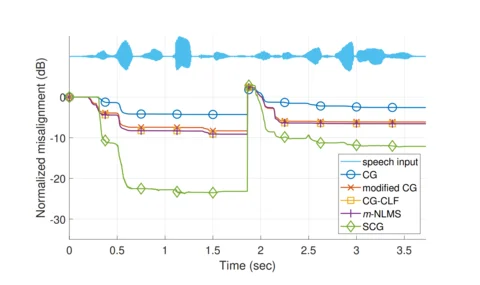 Normalized misalignment (dB)
0
-10
-20
-30
0
0.5
1
1.5
2
2.5
3
3.5
Time (sec)
speech input
CG
modified CG
CG-CLF
m-NLMS
SCG